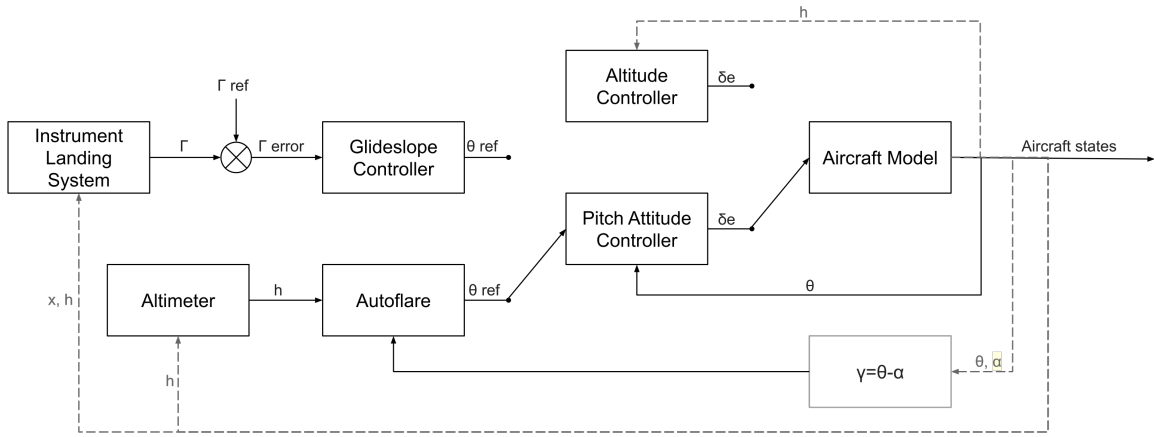 h
Altitude
Controller
δe
Γ ref
Instrument
Landing
System
Γ
Γ error
Glideslope
Controller
θ ref
Aircraft Model
Aircraft states
Pitch Attitude
Controller
δe
x, h
Altimeter
h
Autoflare
θ ref
θ
h
γ=θ-α
θ, α